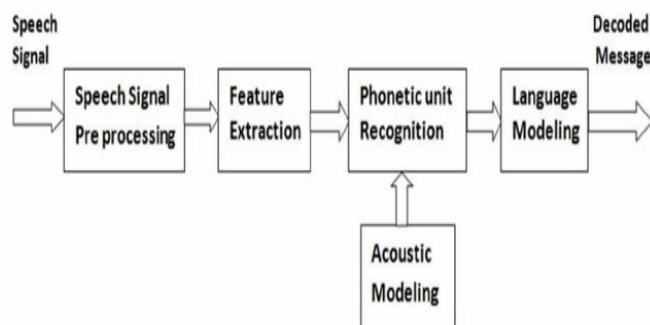 Speech
Signal
Decoded
Message
Speech Signal
Pre processing
Feature
Extraction
Phonetic unit
Recognition
Language
Modeling
Acoustic
Modeling